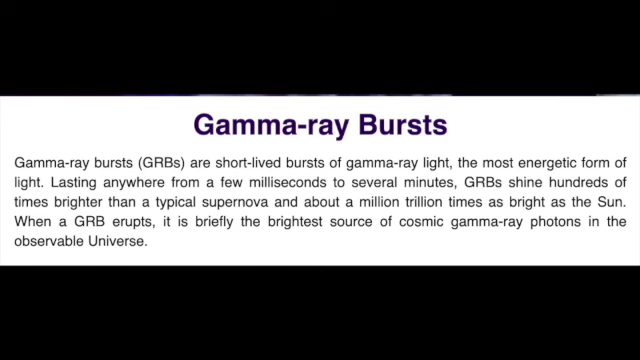 Gamma-ray Bursts
Gamma-ray bursts (GRBs) are short-lived bursts of gamma-ray light, the most energetic form of
light. Lasting anywhere from a few milliseconds to several minutes, GRBs shine hundreds of
times brighter than a typical supernova and about a million trillion times as bright as the Sun.
When a GRB erupts, it is briefly the brightest source of cosmic gamma-ray photons in the
observable Universe.